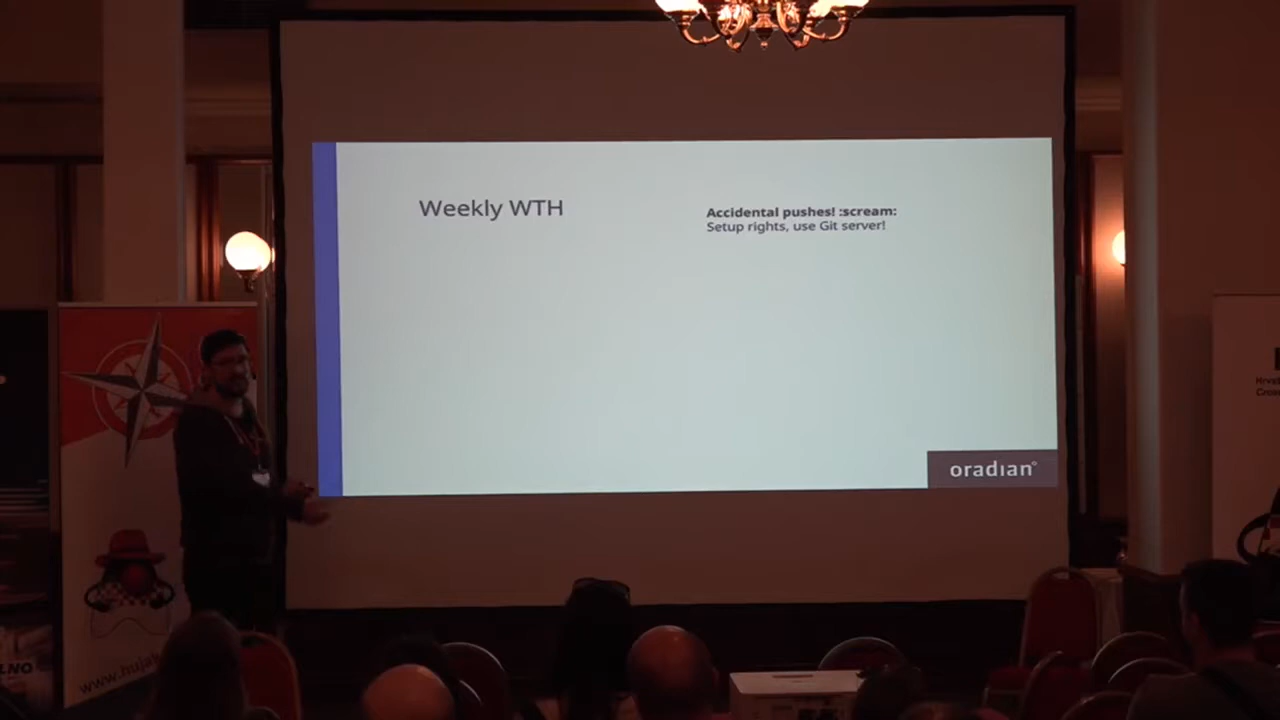 Weekly WTH
Accidental pushes! :scream:
Setup rights, use Git server!
oradian